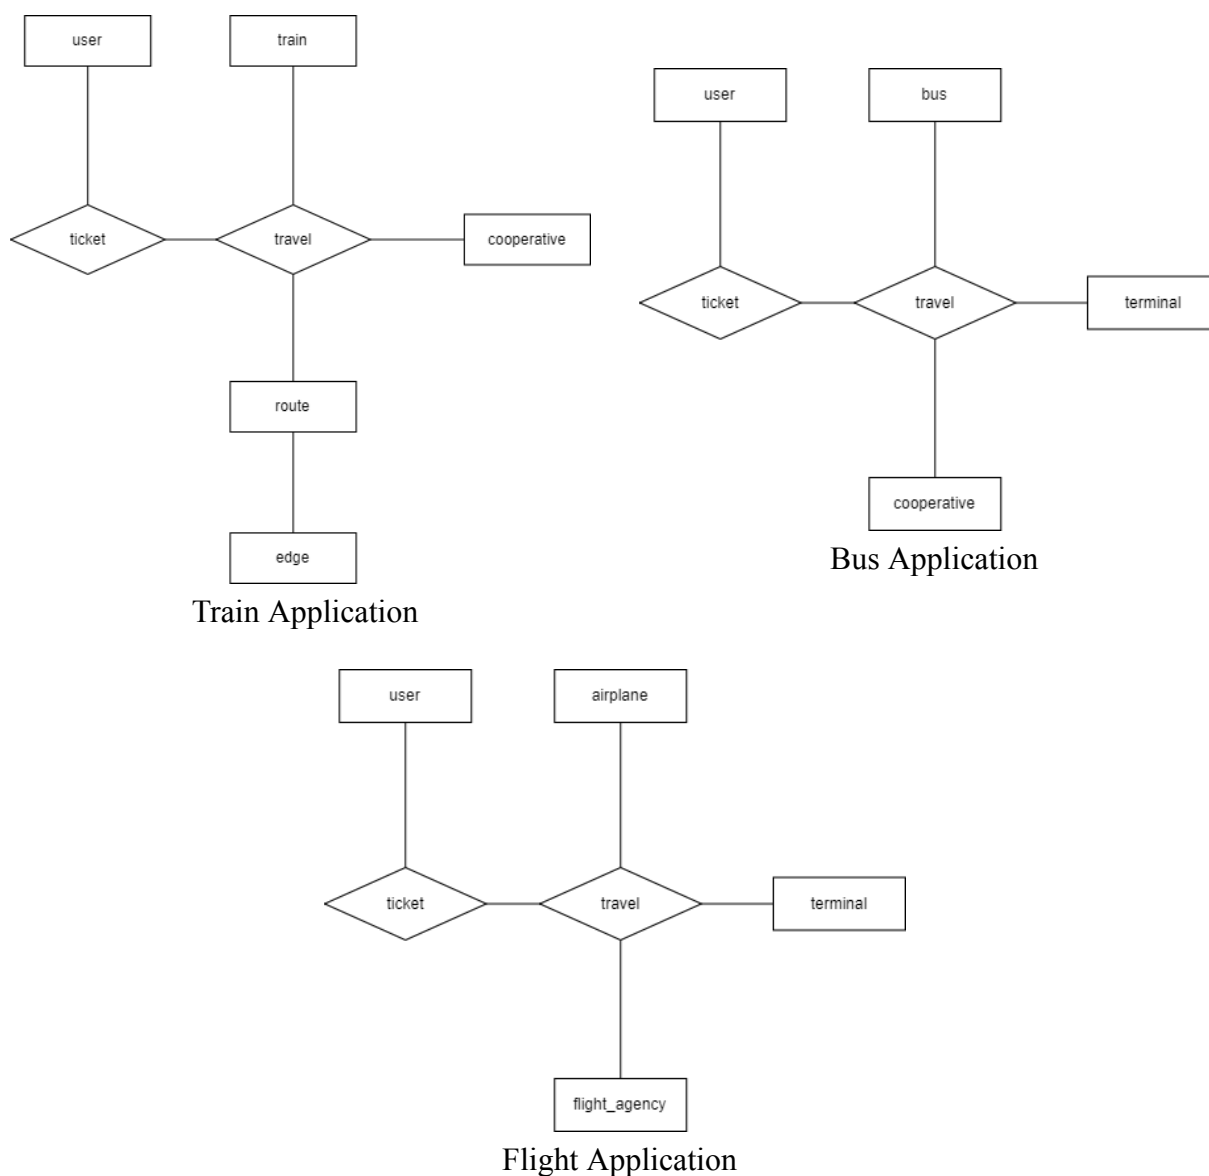 user
train
ticket
travel
cooperative
route
edge
Train Application
user
bus
ticket
travel
terminal
cooperative
Bus Application
user
airplane
ticket
travel
terminal
flight_agency
Flight Application